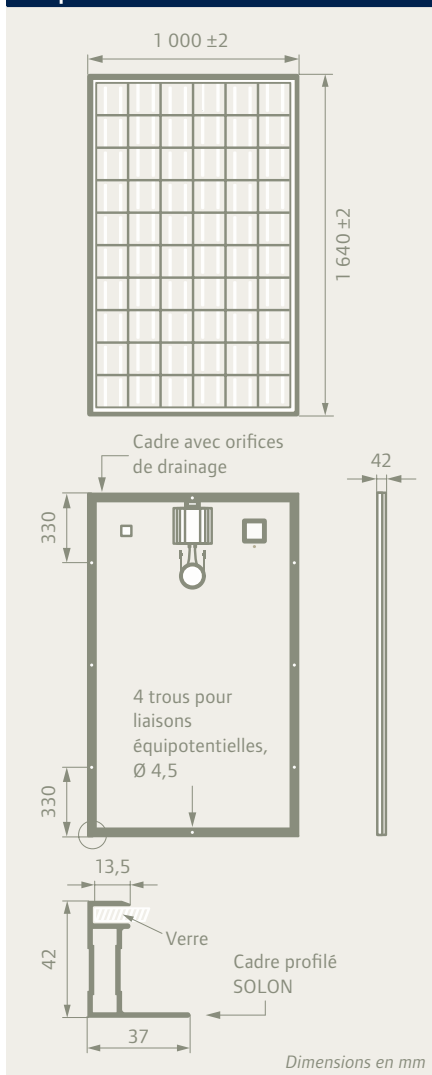 1 000 ±2
1 640 ±2
Cadre avec orifices
de drainage
42
330
4 trous pour
liaisons
équipotentielles,
Ø 4,5
330
13,5
Verre
42
Cadre profilé
SOLON
37
Dimensions en mm